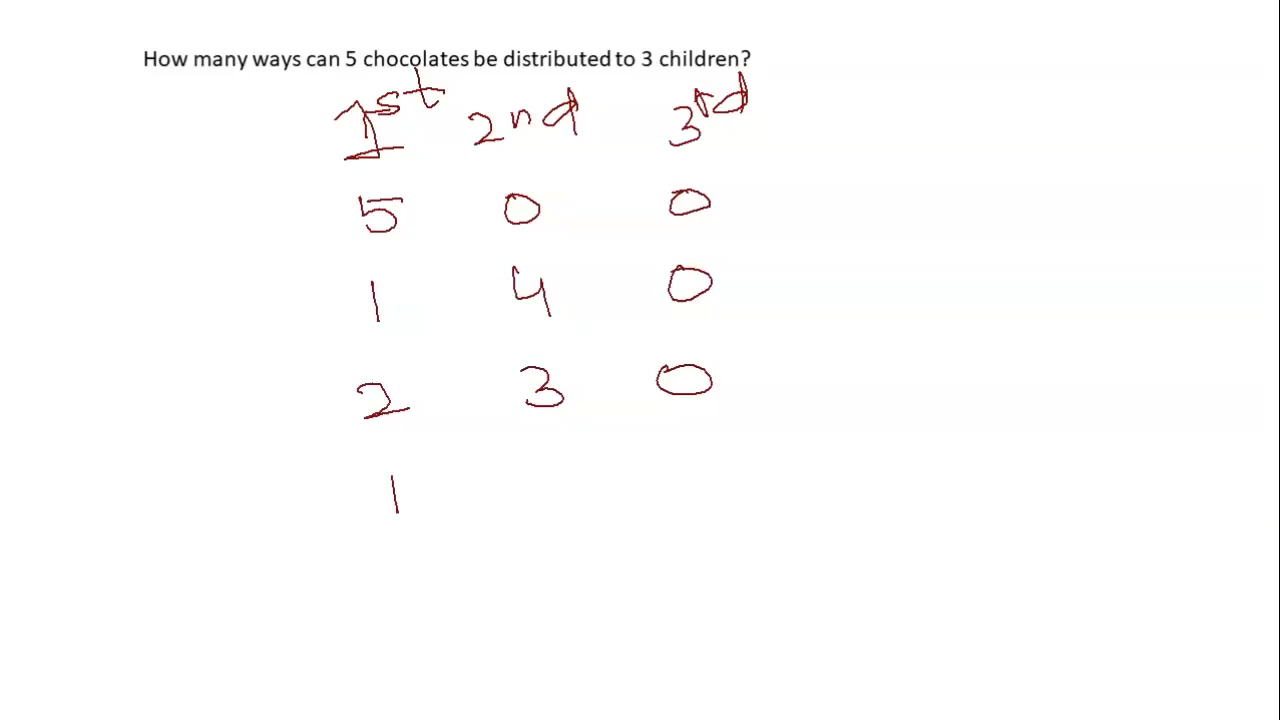 How many ways can 5 chocolates be distributed to 3 children?
1st 2nd 3rd
5 0 0
1 4 0
2 3 0
1